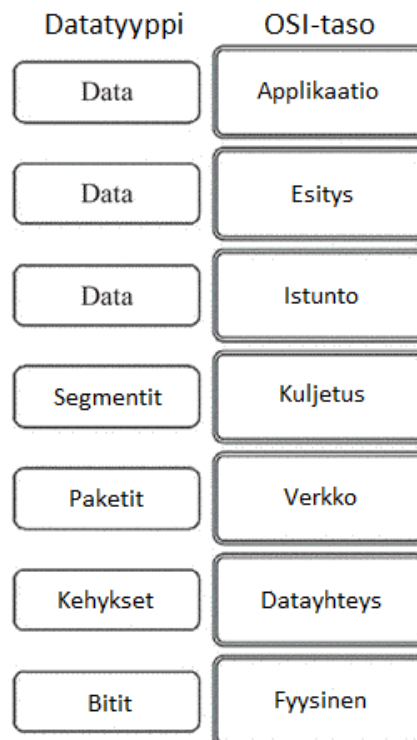 Datatyyppi OSI-taso
Data Applikaatio
Data Esitys
Data Istunto
Segmentit Kuljetus
Paketit Verkko
Kehykset Datayhteys
Bitit Fyysinen